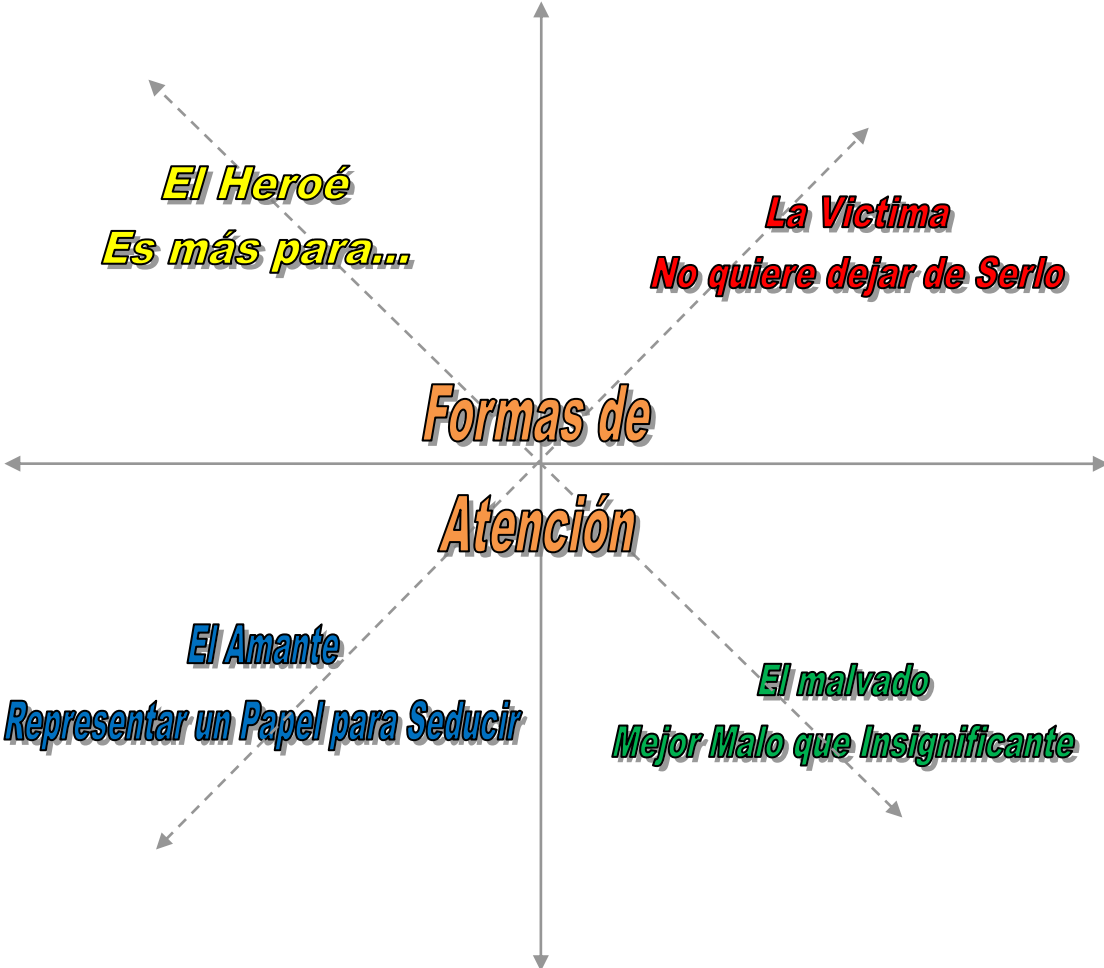 El Heroé
Es más para...
La Victima
No quiere dejar de Serlo
Formas de
Atención
El Amante
Representar un Papel para Seducir
El malvado
Mejor Malo que Insignificante